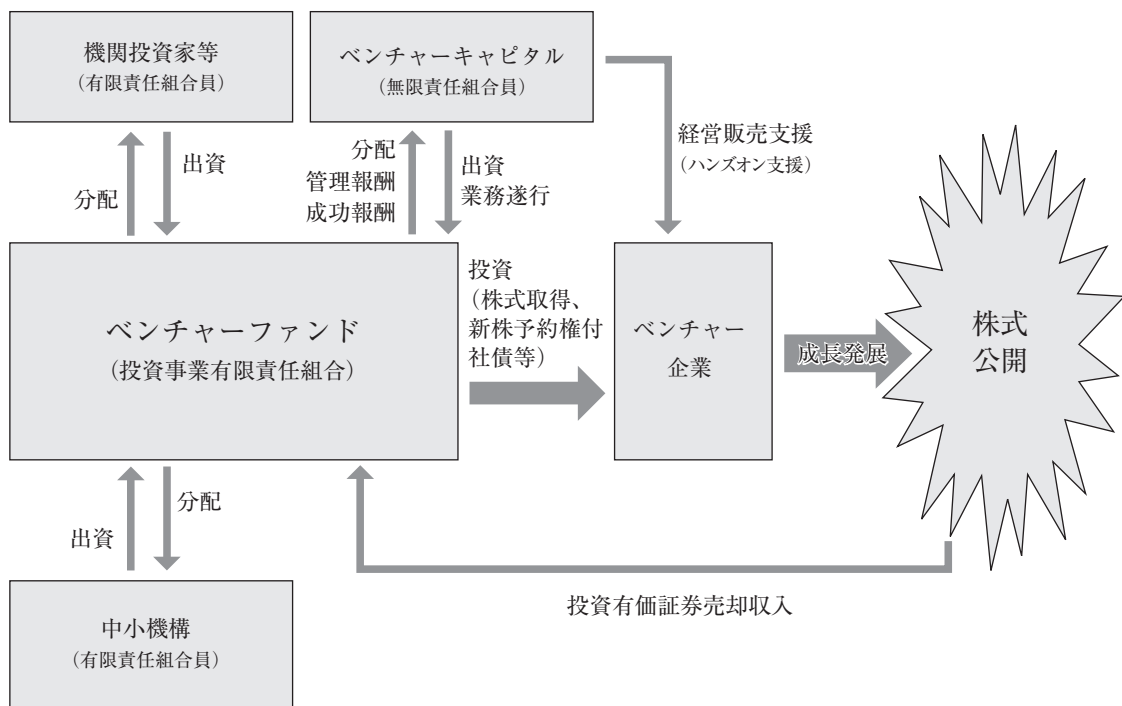 機関投資家等
（有限責任組合員）
ベンチャーキャピタル
（無限責任組合員）
分配
出資
分配
管理報酬
成功報酬
出資
業務遂行
経営販売支援
（ハンズオン支援）
ベンチャーファンド
（投資事業有限責任組合）
投資
（株式取得、
新株予約権付
社債等）
ベンチャー
企業
成長発展
株式
公開
出資
分配
投資有価証券売却収入
中小機構
（有限責任組合員）